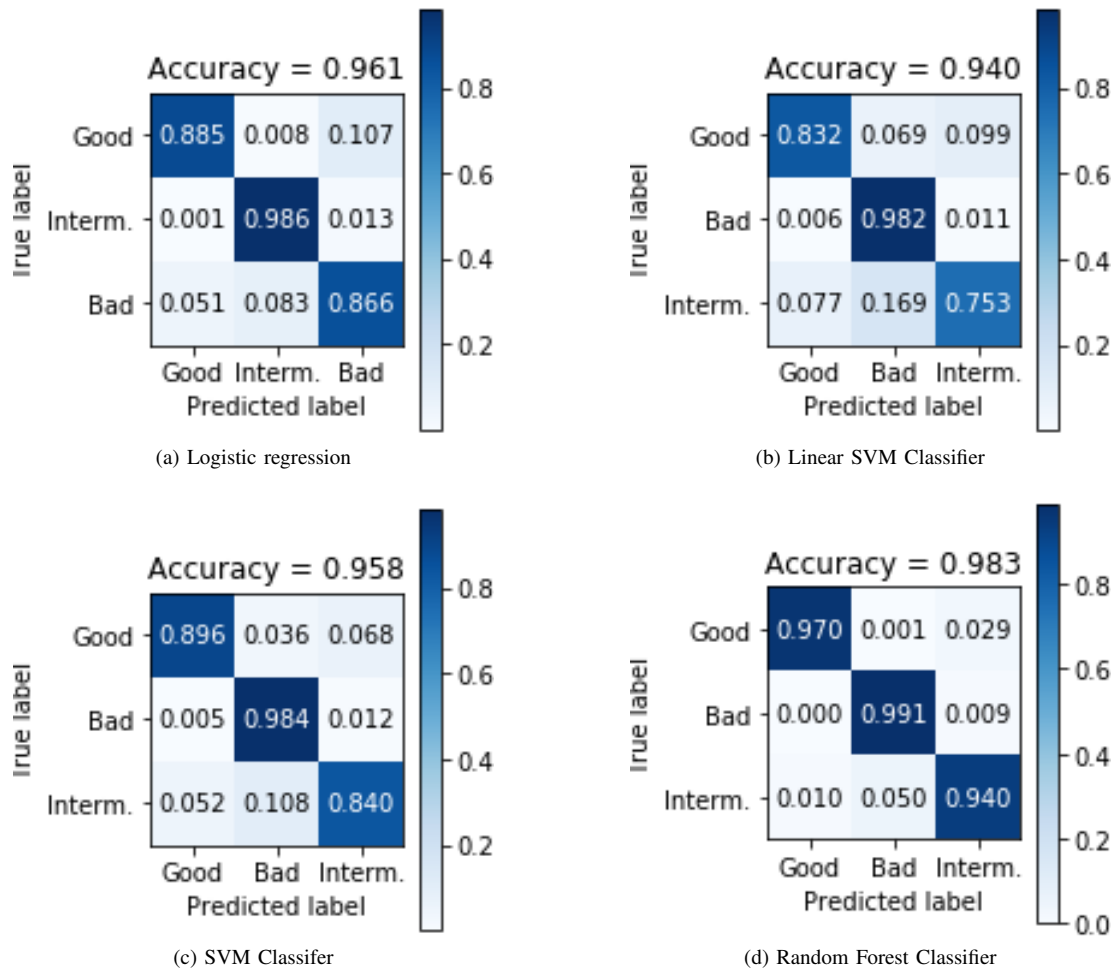 Accuracy = 0.961
0.8
0.6
0.4
0.2
Good 0.885 0.008 0.107
Interm. 0.001 0.986 0.013
Bad 0.051 0.083 0.866
True label
Good Interm. Bad
Predicted label
(a) Logistic regression
Accuracy = 0.940
0.8
0.6
0.4
0.2
Good 0.832 0.069 0.099
Bad 0.006 0.982 0.011
Interm. 0.077 0.169 0.753
True label
Good Bad Interm.
Predicted label
(b) Linear SVM Classifier
Accuracy = 0.958
0.8
0.6
0.4
0.2
Good 0.896 0.036 0.068
Bad 0.005 0.984 0.012
Interm. 0.052 0.108 0.840
True label
Good Bad Interm.
Predicted label
(c) SVM Classifer
Accuracy = 0.983
0.8
0.6
0.4
0.2
0.0
Good 0.970 0.001 0.029
Bad 0.000 0.991 0.009
Interm. 0.010 0.050 0.940
True label
Good Bad Interm.
Predicted label
(d) Random Forest Classifier